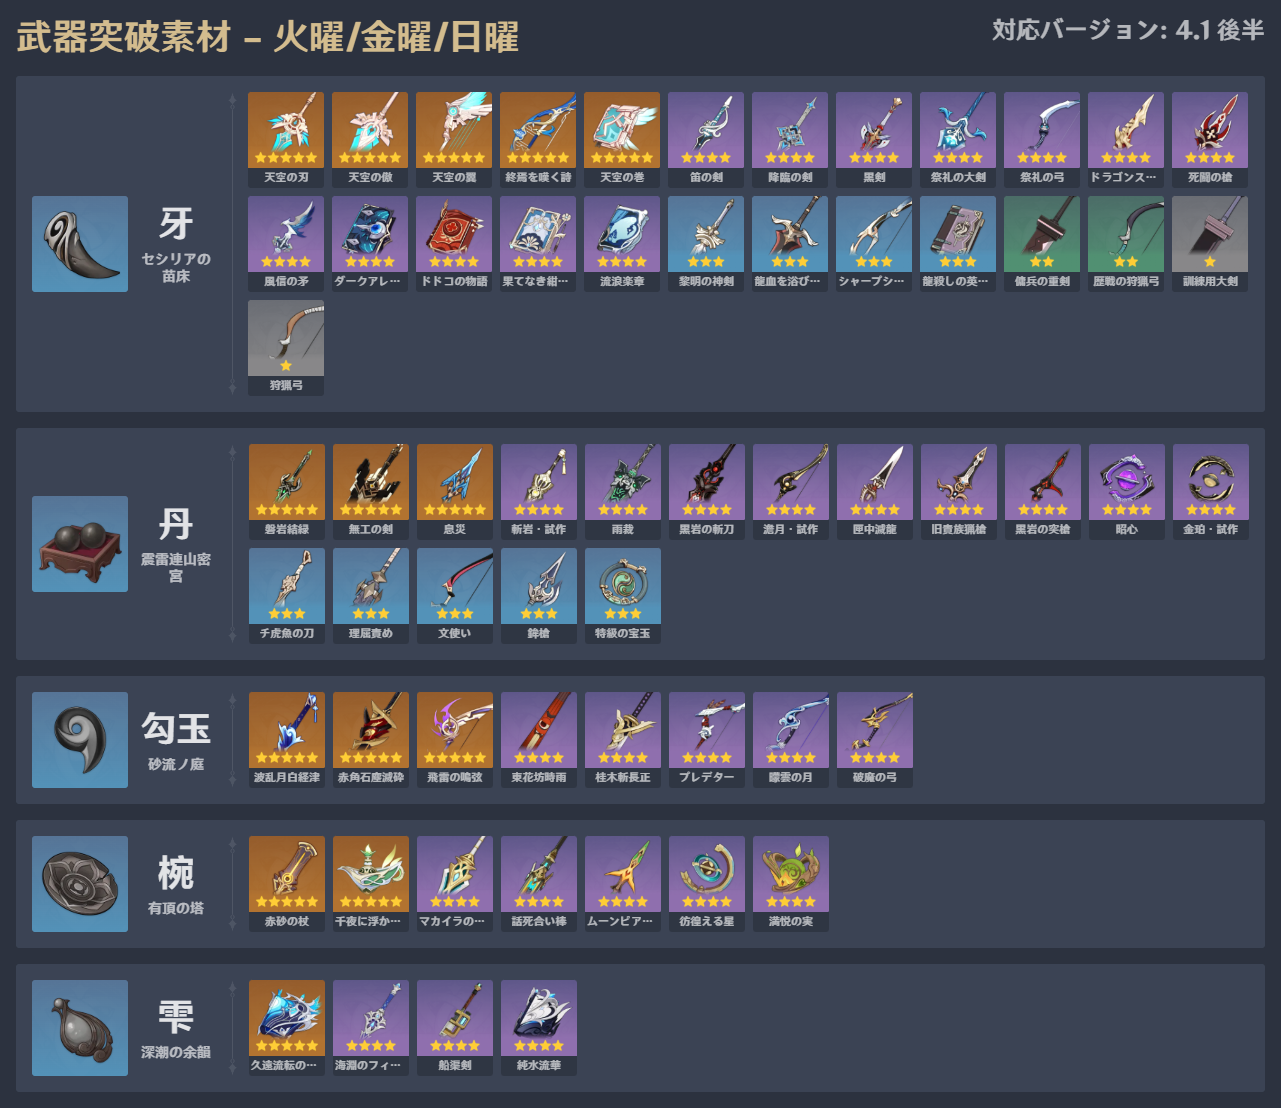 武器突破素材 – 火曜/金曜/日曜
対応バージョン: 4.1 後半
牙
セシリアの
苗床
天空の刃
天空の傲
天空の翼
終焉を嘆く詩
天空の巻
笛の剣
降臨の剣
黒剣
祭礼の大剣
祭礼の弓
ドラゴンス…
死闘の槍
風信の矛
ダークアレ…
ドドコの物語
果てなき紺…
流浪楽章
黎明の神剣
龍血を浴び…
シャープシ…
龍殺しの英…
傭兵の重剣
歴戦の狩猟弓
訓練用大剣
狩猟弓
丹
震雷連山密
宮
磐岩結緑
無工の剣
息災
斬岩・試作
雨裁
黒岩の斬刀
澹月・試作
匣中滅龍
旧貴族猟槍
黒岩の突槍
昭心
金珀・試作
チ虎魚の刀
理屈責め
文使い
鉾槍
特級の宝玉
勾玉
砂流ノ庭
波乱月白経津
赤角石塵滅砕
飛雷の鳴弦
東花坊時雨
桂木斬長正
プレデター
曚雲の月
破魔の弓
椀
有頂の塔
赤砂の杖
千夜に浮か…
マカイラの…
話死合い棒
ムーンピア…
彷徨える星
満悦の実
雫
深潮の余韻
久遠流転の…
海淵のフィ…
船渠剣
純水流華